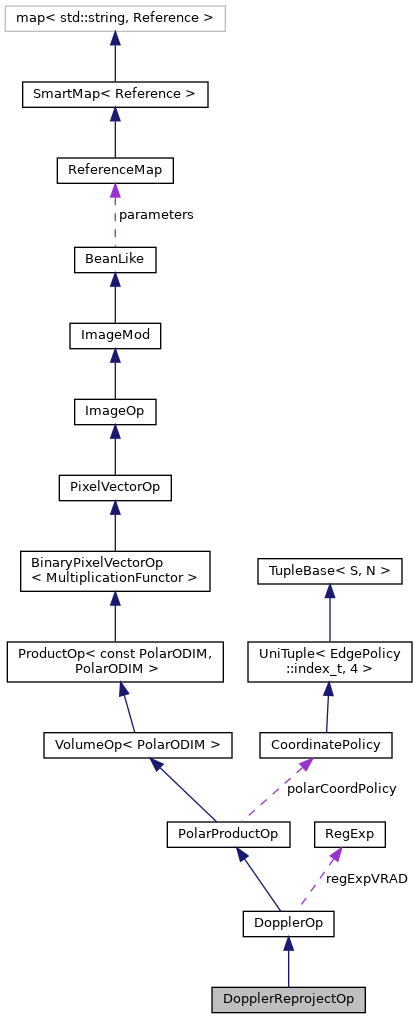 map< std::string, Reference >
SmartMap< Reference >
ReferenceMap
parameters
BeanLike
ImageMod
ImageOp
PixelVectorOp
BinaryPixelVectorOp
< MultiplicationFunctor >
TupleBase< S, N >
ProductOp< const PolarODIM,
PolarODIM >
UniTuple< EdgePolicy
::index_t, 4 >
VolumeOp< PolarODIM >
CoordinatePolicy
polarCoordPolicy
PolarProductOp
RegExp
regExpVRAD
DopplerOp
DopplerReprojectOp